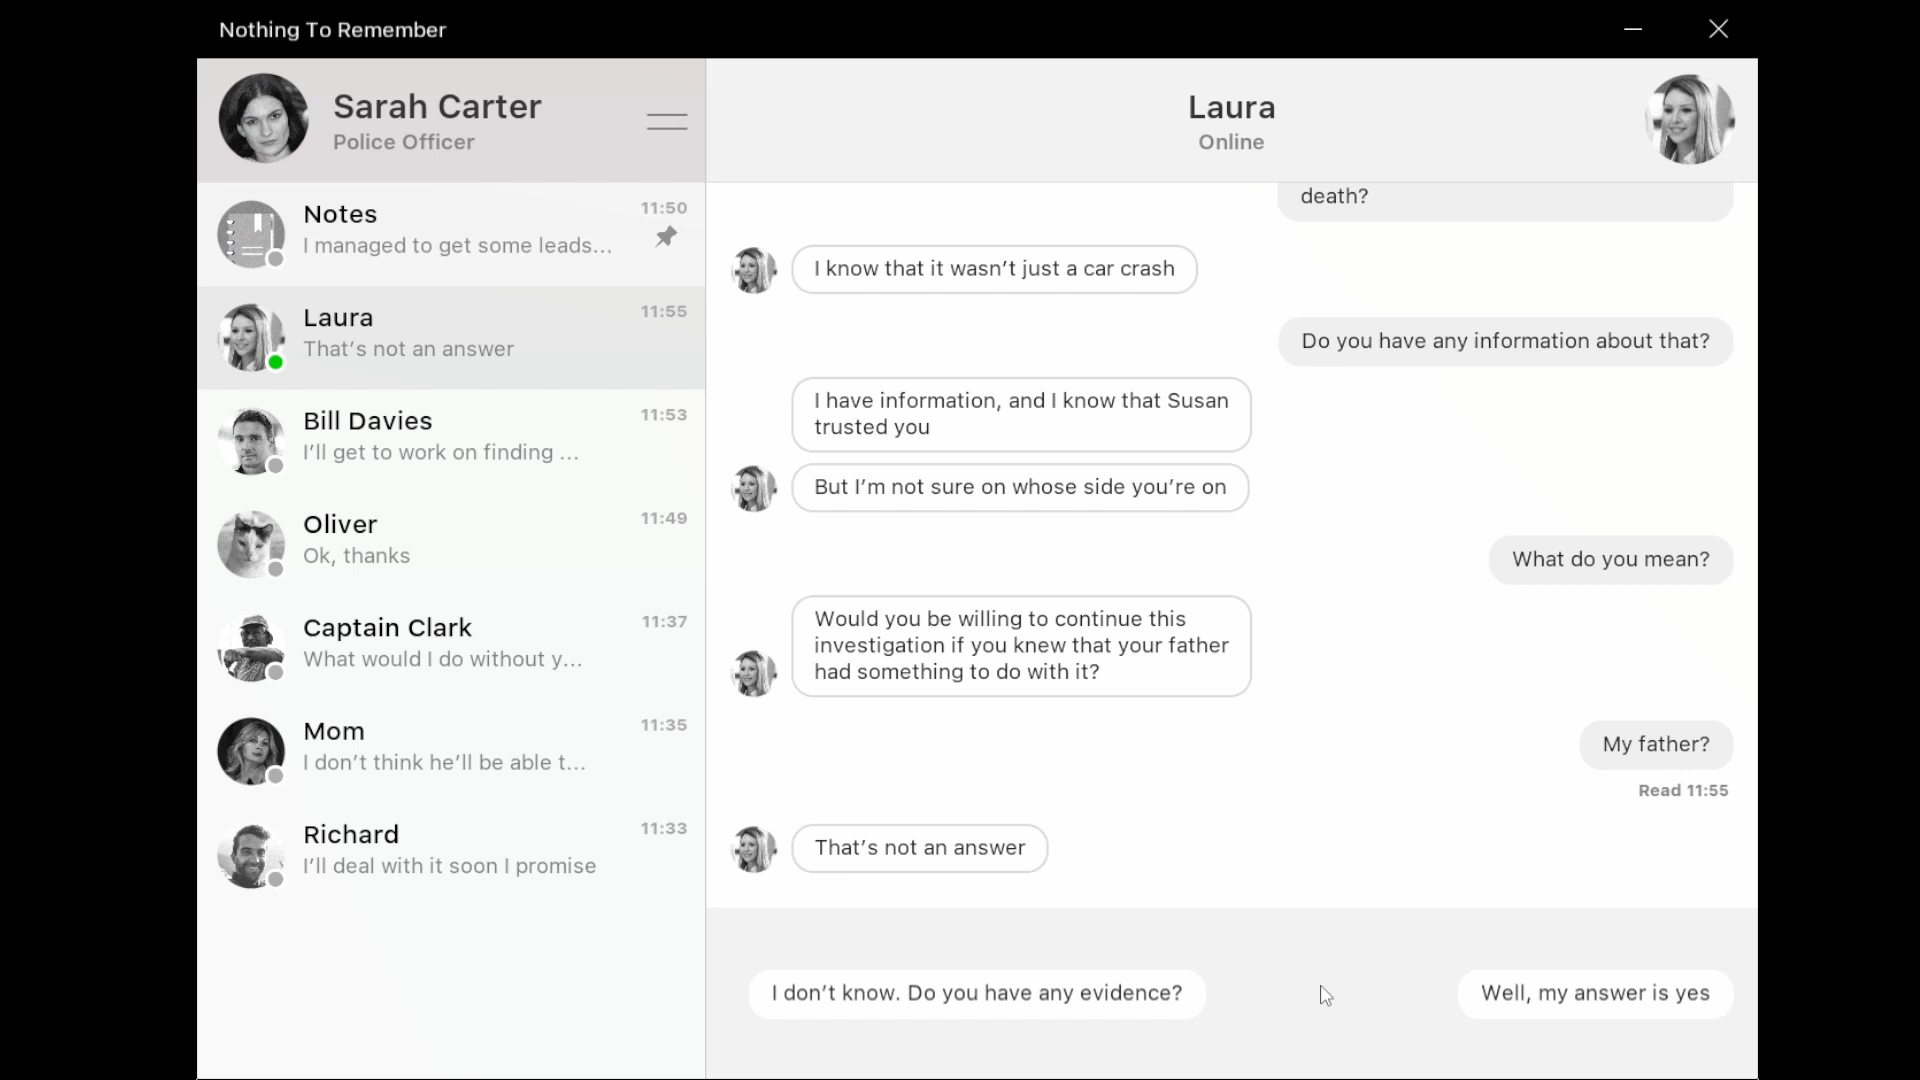 Nothing To Remember
Sarah Carter
Police Officer
Notes
11:50
I managed to get some leads...
Laura
11:55
That's not an answer
Bill Davies
11:53
I'll get to work on finding ...
Oliver
11:49
Ok, thanks
Captain Clark
11:37
What would I do without y...
Mom
11:35
I don't think he'll be able t...
Richard
11:33
I'll deal with it soon I promise
Laura
Online
death?
I know that it wasn't just a car crash
Do you have any information about that?
I have information, and I know that Susan
trusted you
But I'm not sure on whose side you're on
What do you mean?
Would you be willing to continue this
investigation if you knew that your father
had something to do with it?
My father?
Read 11:55
That's not an answer
I don't know. Do you have any evidence?
Well, my answer is yes